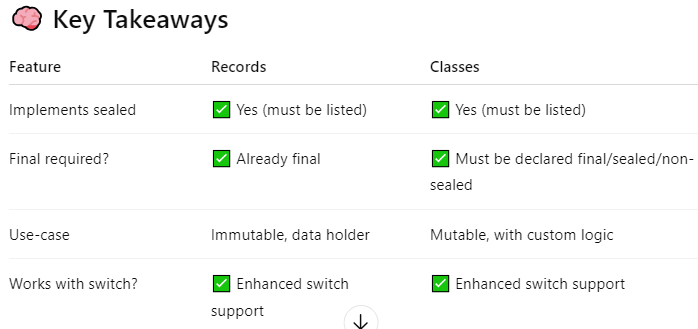 🧠 Key Takeaways
Feature Records Classes
Implements sealed ✅ Yes (must be listed) ✅ Yes (must be listed)
Final required? ✅ Already final ✅ Must be declared final/sealed/non-
sealed
Use-case Immutable, data holder Mutable, with custom logic
Works with switch? ✅ Enhanced switch ✅ Enhanced switch support
support